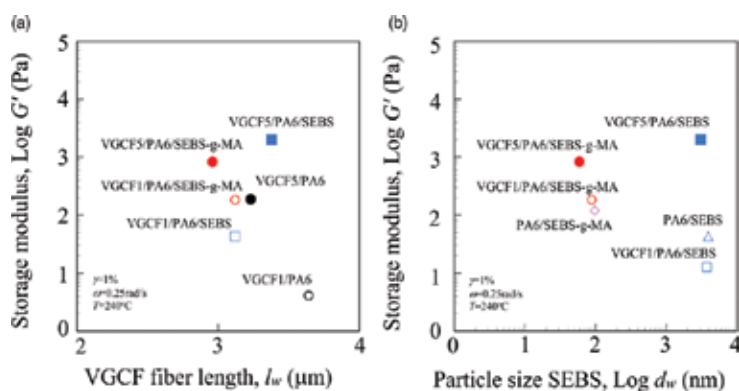 (a)
Storage modulus, Log G' (Pa)
5
4
3
2
1
0
VGCF5/PA6/SEBS
VGCF5/PA6/SEBS-g-MA
VGCF5/PA6
VGCF1/PA6/SEBS-g-MA
VGCF1/PA6/SEBS
VGCF1/PA6
γ=1%
ω=0.25rad/s
T=240°C
2
3
4
VGCF fiber length, lw (μm)
(b)
Storage modulus, Log G' (Pa)
5
4
3
2
1
0
VGCF5/PA6/SEBS
VGCF5/PA6/SEBS-g-MA
VGCF1/PA6/SEBS-g-MA
PA6/SEBS-g-MA
PA6/SEBS
VGCF1/PA6/SEBS
γ=1%
ω=0.25rad/s
T=240°C
0
1
2
3
4
Particle size SEBS, Log dw (nm)